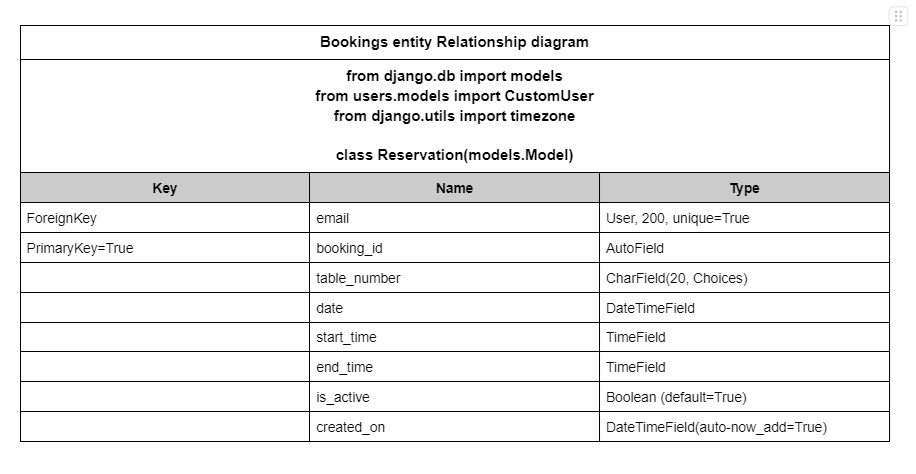 Bookings entity Relationship diagram
from django.db import models
from users.models import CustomUser
from django.utils import timezone
class Reservation(models.Model)
Key Name Type
ForeignKey email User, 200, unique=True
PrimaryKey=True booking_id AutoField
table_number CharField(20, Choices)
date DateTimeField
start_time TimeField
end_time TimeField
is_active Boolean (default=True)
created_on DateTimeField(auto-now_add=True)